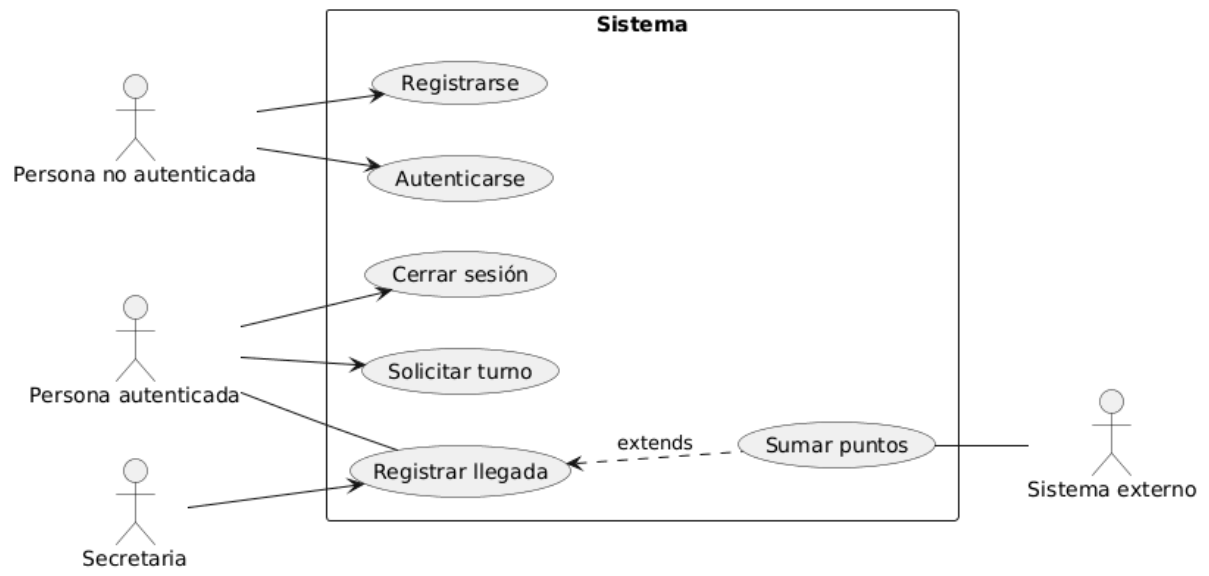 Sistema
Registrarse
Persona no autenticada
Autenticarse
Cerrar sesión
Solicitar turno
Persona autenticada
extends
Sumar puntos
Registrar llegada
Sistema externo
Secretaria